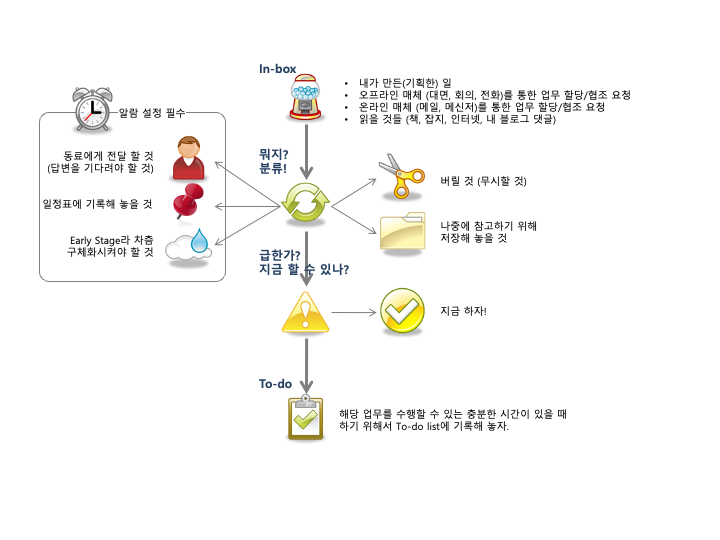 In-box
• 내가 만든(기획한) 일
• 오프라인 매체 (대면, 회의, 전화)를 통한 업무 할당/협조 요청
• 온라인 매체 (메일, 메신저)를 통한 업무 할당/협조 요청
• 읽을 것들 (책, 잡지, 인터넷, 내 블로그 댓글)
알람 설정 필수
뭐지?
분류!
동료에게 전달 할 것
(답변을 기다려야 할 것)
일정표에 기록해 놓을 것
Early Stage라 차츰
구체화시켜야 할 것
버릴 것 (무시할 것)
나중에 참고하기 위해
저장해 놓을 것
급한가?
지금 할 수 있나?
지금 하자!
To-do
해당 업무를 수행할 수 있는 충분한 시간이 있을 때
하기 위해서 To-do list에 기록해 놓자.